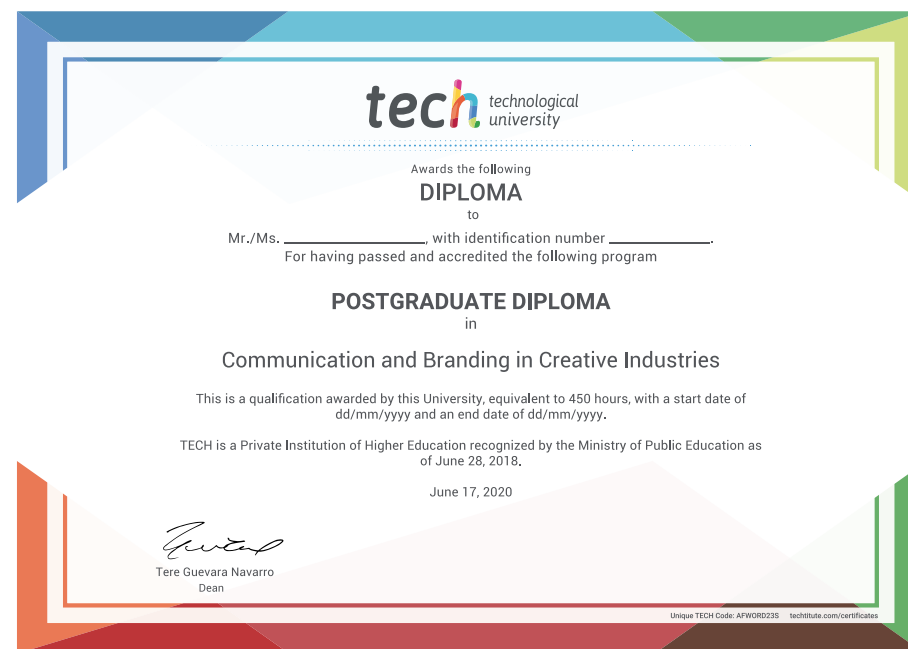 tech technological
university
Awards the following
DIPLOMA
to
Mr./Ms. ____________________, with identification number ______________.
For having passed and accredited the following program
POSTGRADUATE DIPLOMA
in
Communication and Branding in Creative Industries
This is a qualification awarded by this University, equivalent to 450 hours, with a start date of
dd/mm/yyyy and an end date of dd/mm/yyyy.
TECH is a Private Institution of Higher Education recognized by the Ministry of Public Education as
of June 28, 2018.
June 17, 2020
Tere Guevara Navarro
Dean
Unique TECH Code: AFWORD23S techtitute.com/certificates